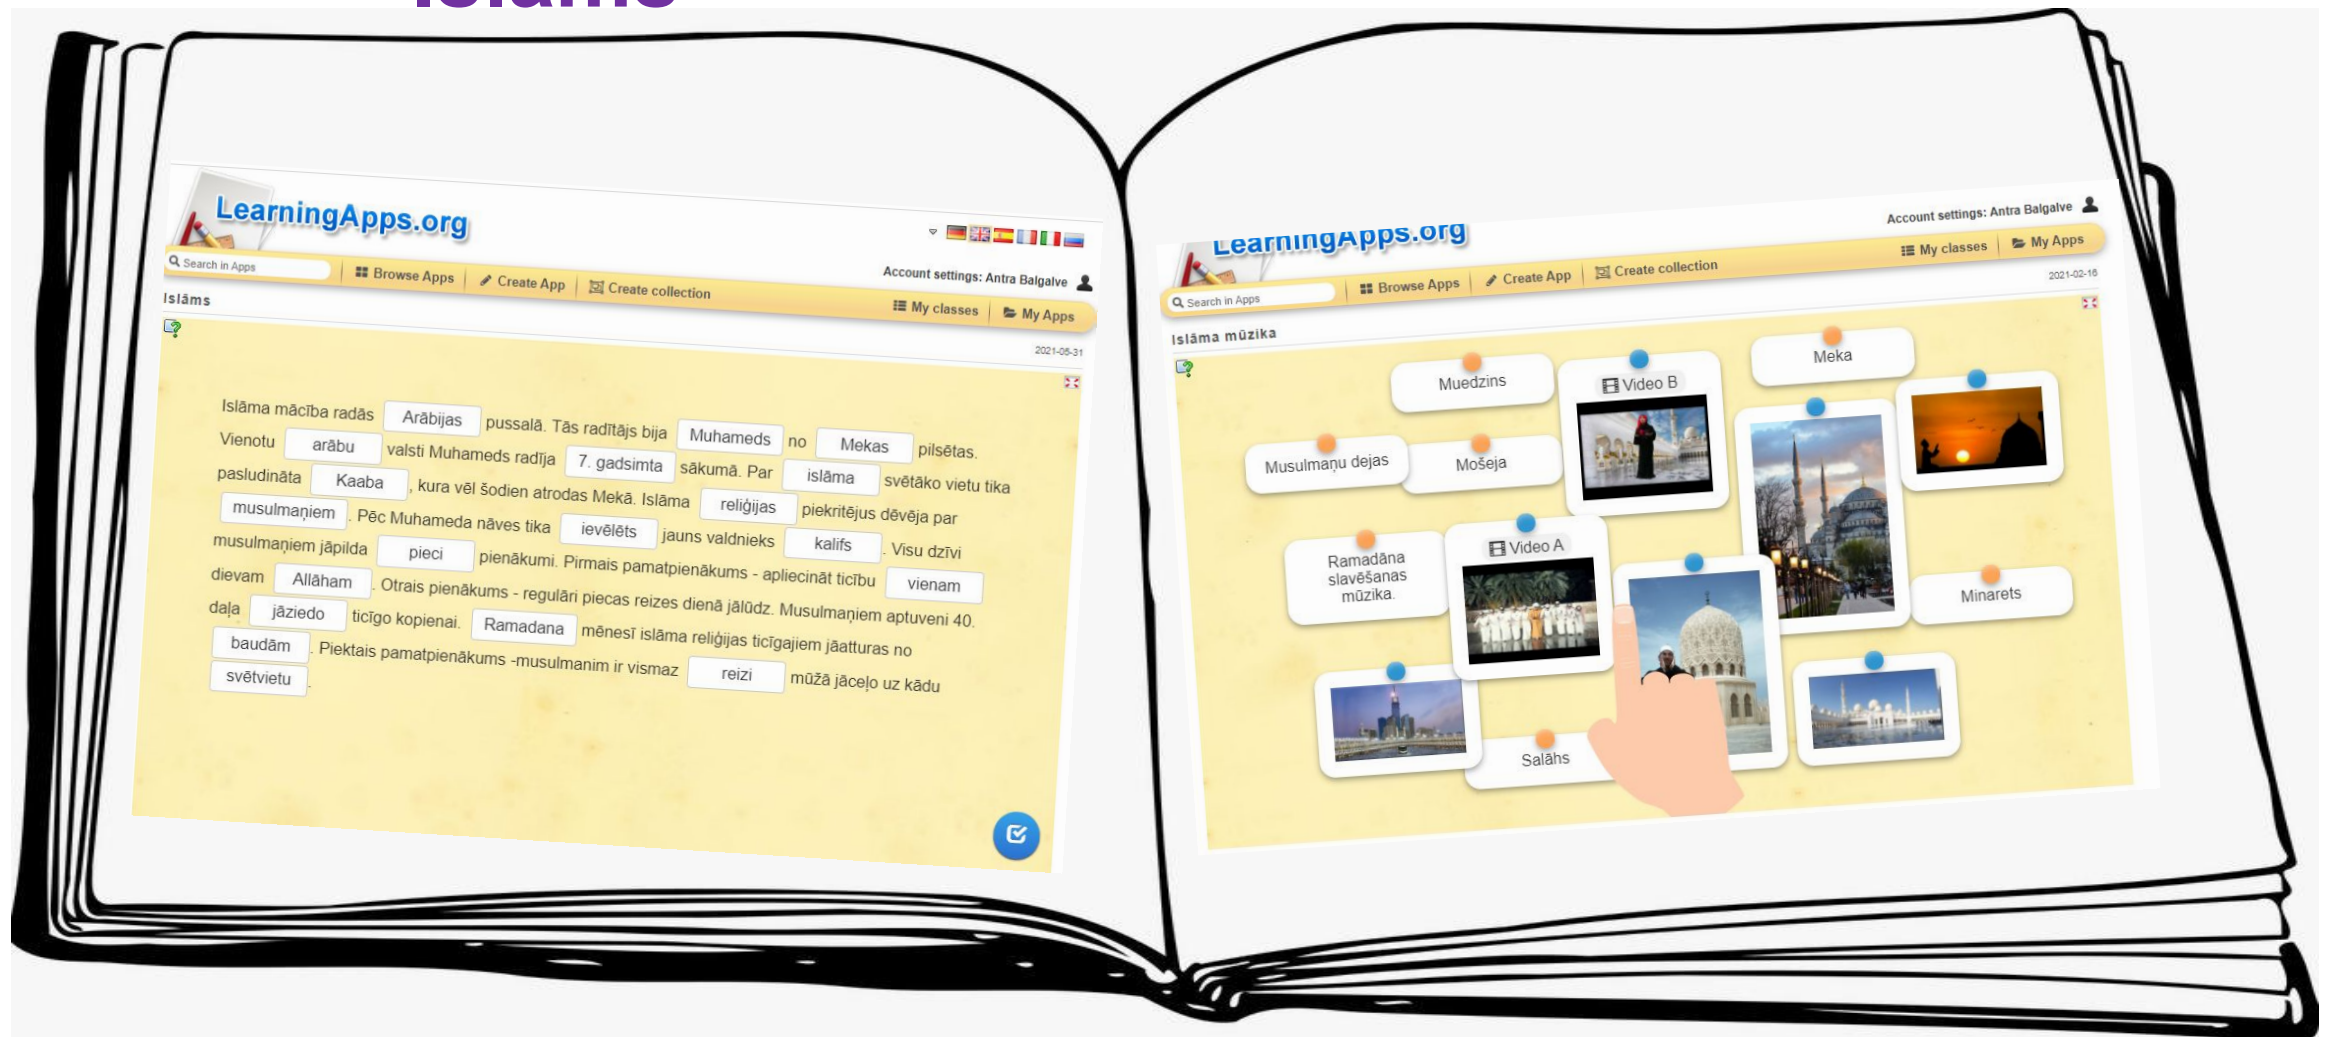 Islāms
LearningApps.org
Account settings: Antra Balgalve
Search in Apps
Browse Apps
Create App
Create collection
My classes
My Apps
Islāms
2021-05-31
Islāma mācība radās Arābijas pussalā. Tās radītājs bija Muhameds no Mekas pilsētas.
Vienotu arābu valsti Muhameds radīja 7. gadsimta sākumā. Par islāma svētāko vietu tika
pasludināta Kaaba , kura vēl šodien atrodas Mekā. Islāma reliģijas piekritējus dēvēja par
musulmaņiem . Pēc Muhameda nāves tika ievēlēts jauns valdnieks kalifs . Visu dzīvi
musulmaņiem jāpilda pieci pienākumi. Pirmais pamatpienākums - apliecināt ticību vienam
dievam Allāham . Otrais pienākums - regulāri piecas reizes dienā jālūdz. Musulmaņiem aptuveni 40.
daļa jāziedo ticīgo kopienai. Ramadana mēnesī islāma reliģijas ticīgajiem jāatturas no
baudām . Piektais pamatpienākums -musulmanim ir vismaz reizi mūžā jāceļo uz kādu
svētvietu .
LearningApps.org
Account settings: Antra Balgalve
Search in Apps
Browse Apps
Create App
Create collection
My classes
My Apps
2021-02-16
Islāma mūzika
Muedzins
Video B
Meka
Musulmaņu dejas
Mošeja
Ramadāna
slavēšanas
mūzika.
Video A
Minarets
Salāhs